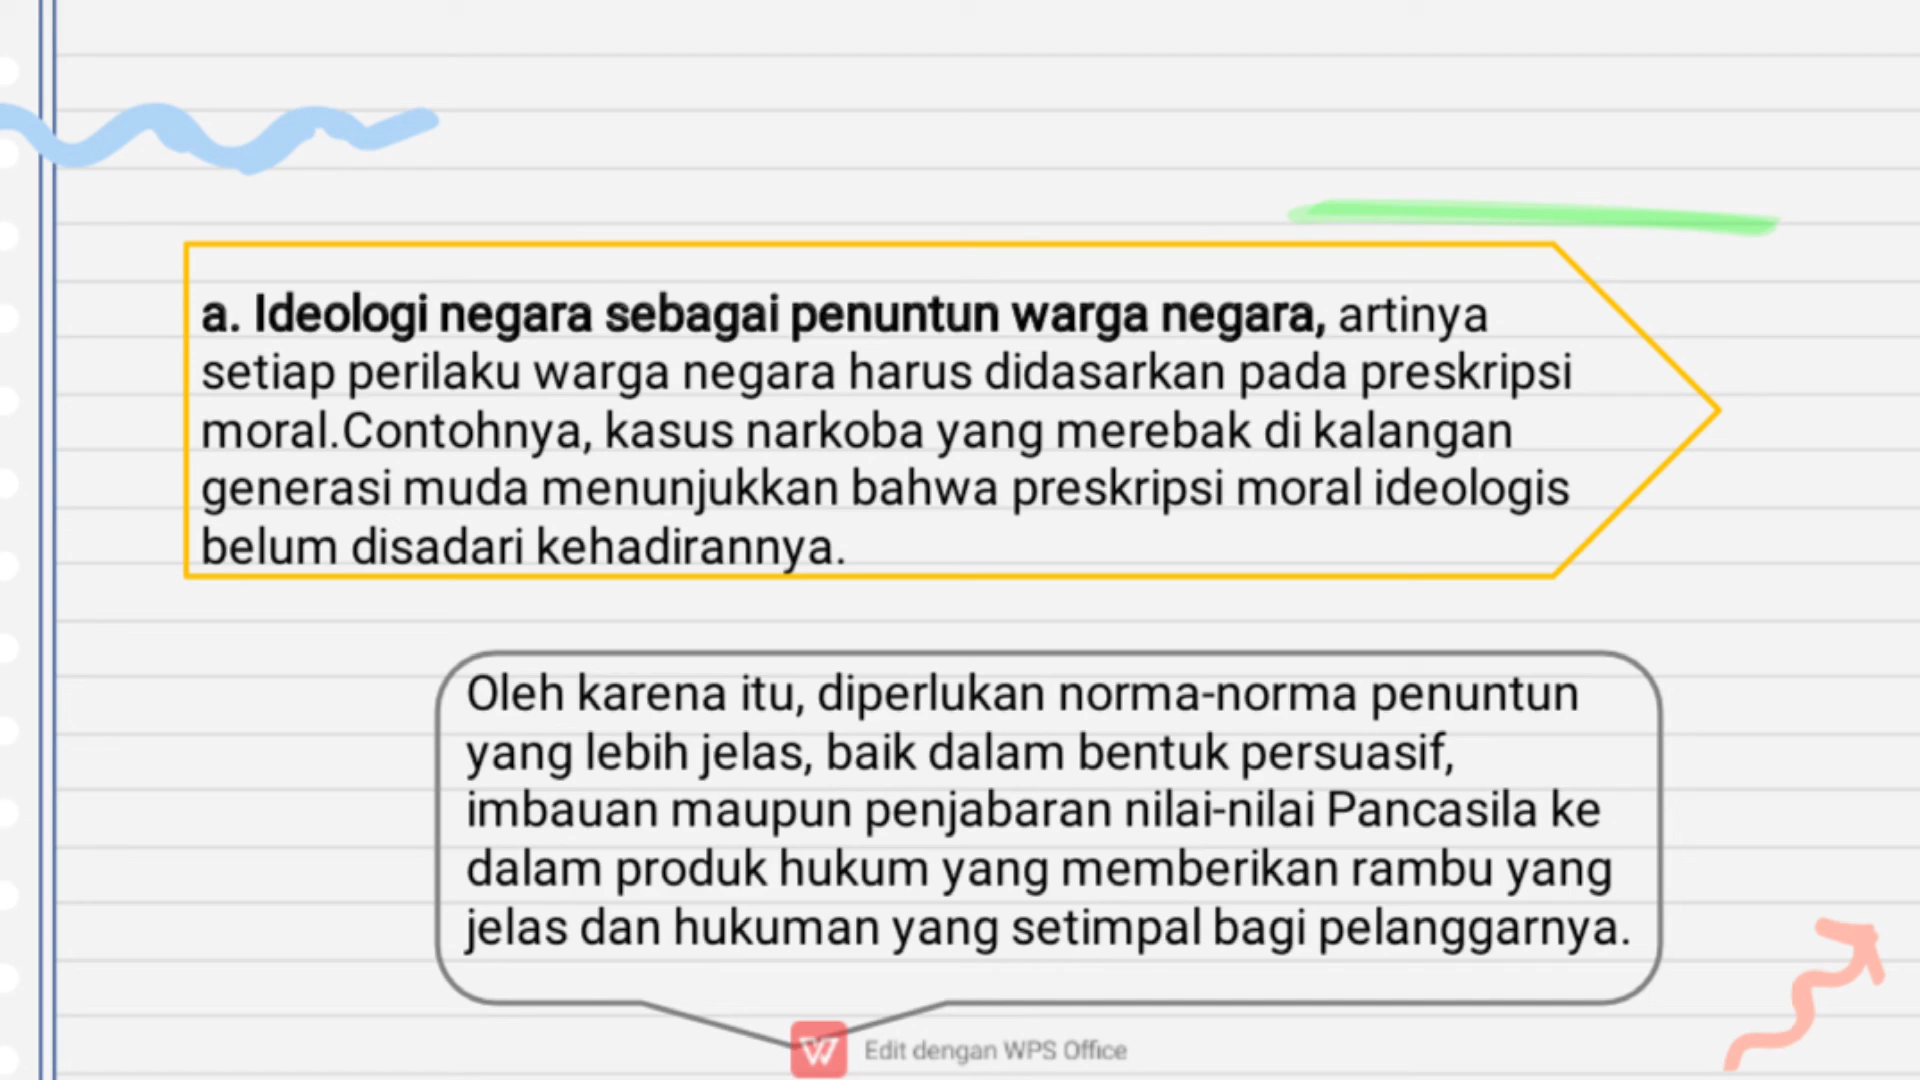 a. Ideologi negara sebagai penuntun warga negara, artinya
setiap perilaku warga negara harus didasarkan pada preskripsi
moral.Contohnya, kasus narkoba yang merebak di kalangan
generasi muda menunjukkan bahwa preskripsi moral ideologis
belum disadari kehadirannya.
Oleh karena itu, diperlukan norma-norma penuntun
yang lebih jelas, baik dalam bentuk persuasif,
imbauan maupun penjabaran nilai-nilai Pancasila ke
dalam produk hukum yang memberikan rambu yang
jelas dan hukuman yang setimpal bagi pelanggarnya.
Edit dengan WPS Office